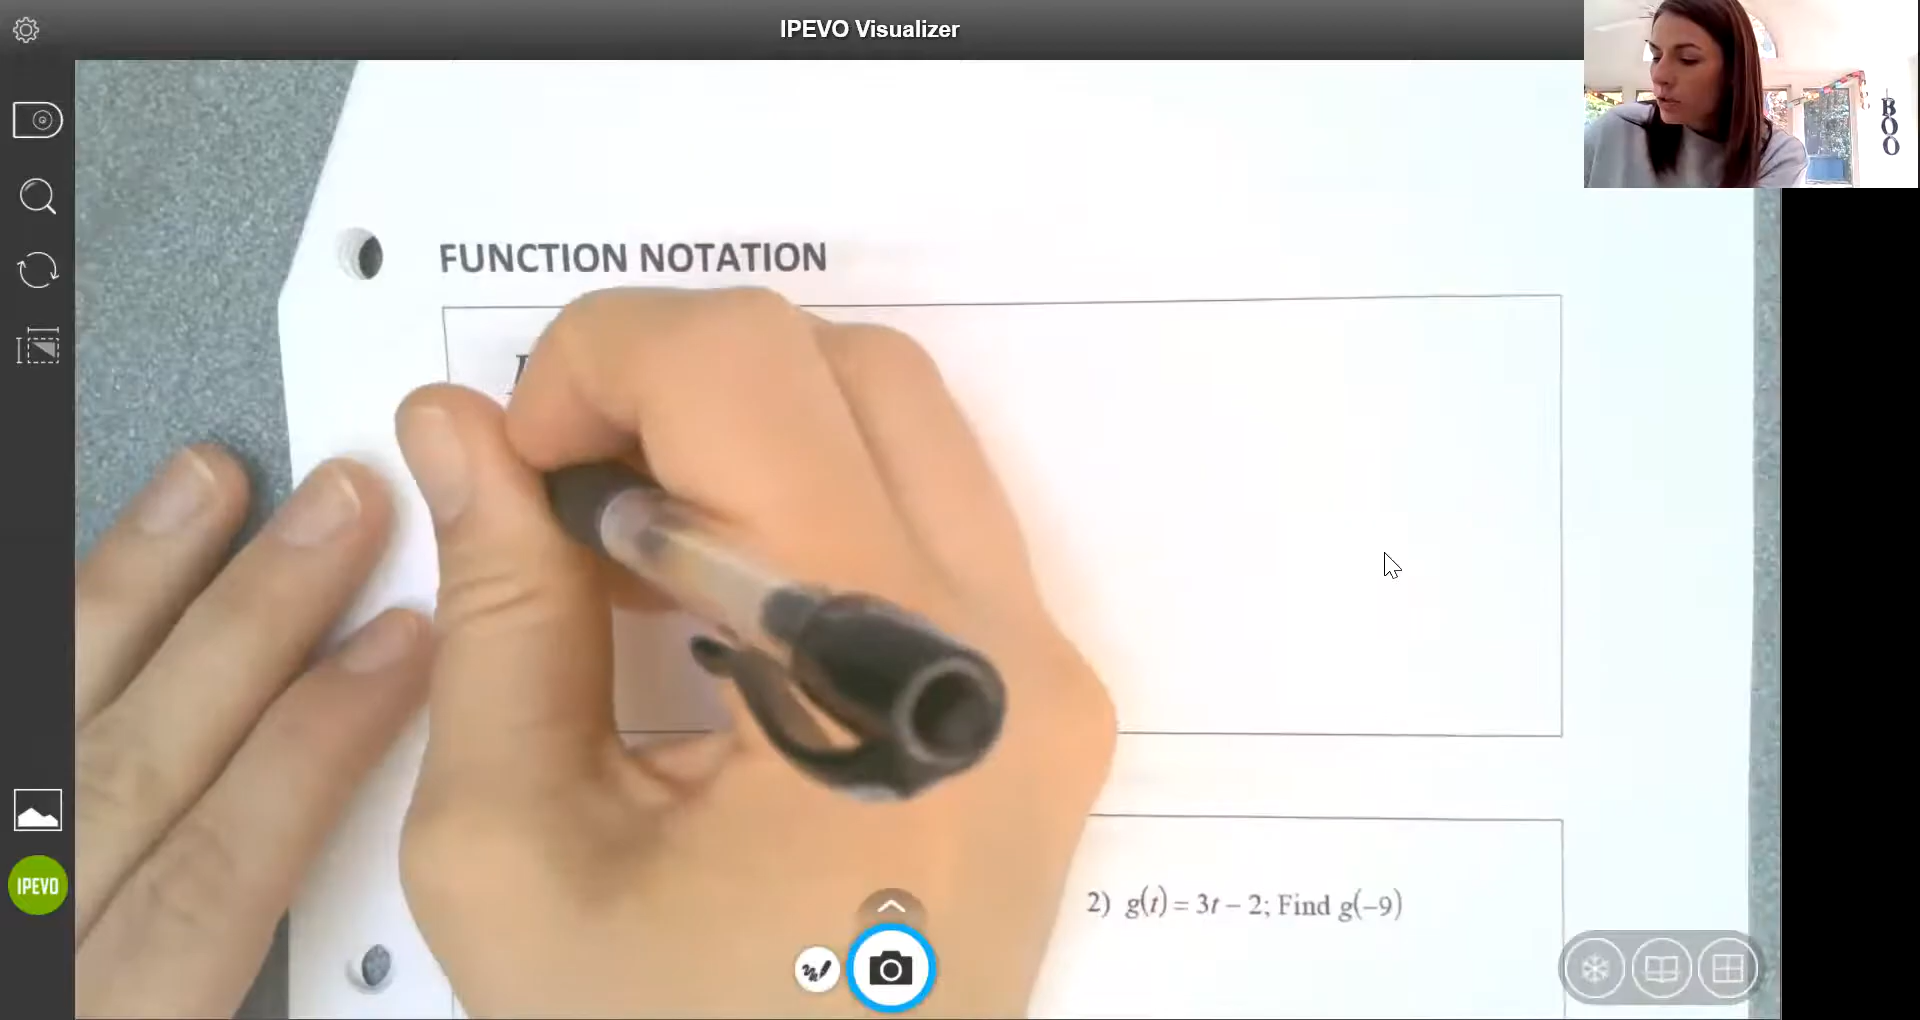 IPEVO Visualizer
BOO
FUNCTION NOTATION
2) g(t) = 3t − 2; Find g(−9)
IPEVO